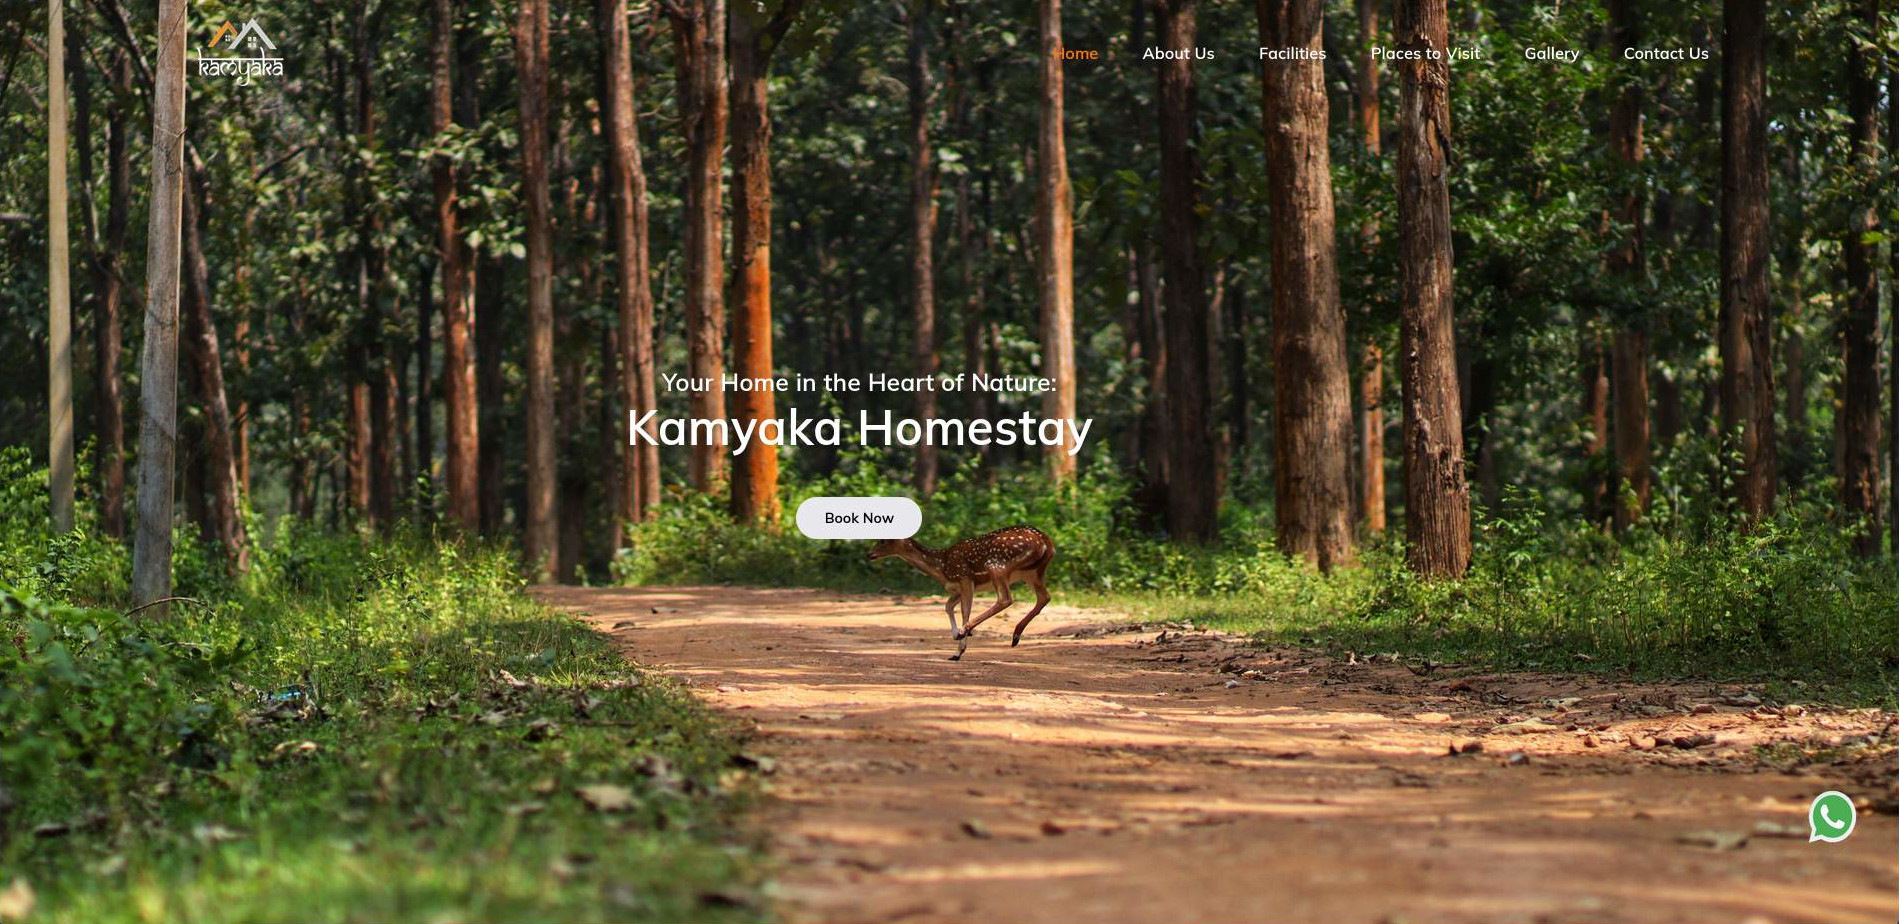 kamyaka
Home About Us Facilities Places to Visit Gallery Contact Us
Your Home in the Heart of Nature:
Kamyaka Homestay
Book Now